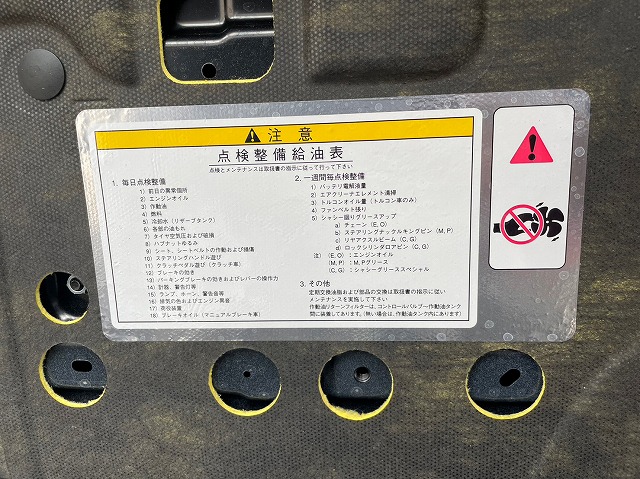 注意
点検整備給油表
点検とメンテナンスは取扱書の指示に従って行って下さい
1. 毎日点検整備
1) 前日の異常個所
2) エンジンオイル
3) 作動油
4) 燃料
5) 冷却水 (リザーブタンク)
6) 各部の油もれ
7) タイヤ空気圧および破損
8) ハブナットゆるみ
9) シート、シートベルトの作動および損傷
10) ステアリングハンドル遊び
11) クラッチペダル遊び (クラッチ車)
12) ブレーキの効き
13) パーキングブレーキの効きおよびレバーの操作力
14) 計器、警告灯等
15) ランプ、ホーン、警告音等
16) 排気の色およびエンジン異音
17) 荷役装置
18) ブレーキオイル (マニュアルブレーキ車)
2. 一週間毎点検整備
1) バッテリ電解液量
2) エアクリーナエレメント清掃
3) トルコンオイル量 (トルコン車のみ)
4) ファンベルト張り
5) シャシー廻りグリースアップ
a) チェーン (E, O)
b) ステアリングナックルキングピン (M, P)
c) リヤアクスルビーム (C, G)
d) ロックシリンダロアピン (C, G)
注) (E, O) : エンジンオイル
(M, P) : M, Pグリース
(C, G) : シャシーグリーススペシャル
3. その他
定期交換油脂および部品の交換は取扱書の指示に従い
メンテナンスを実施して下さい
作動油リターンフィルターは、コントロールバルブー作動油タンク
間に装着してあります。(無い場合は、作動油タンク内にあります)